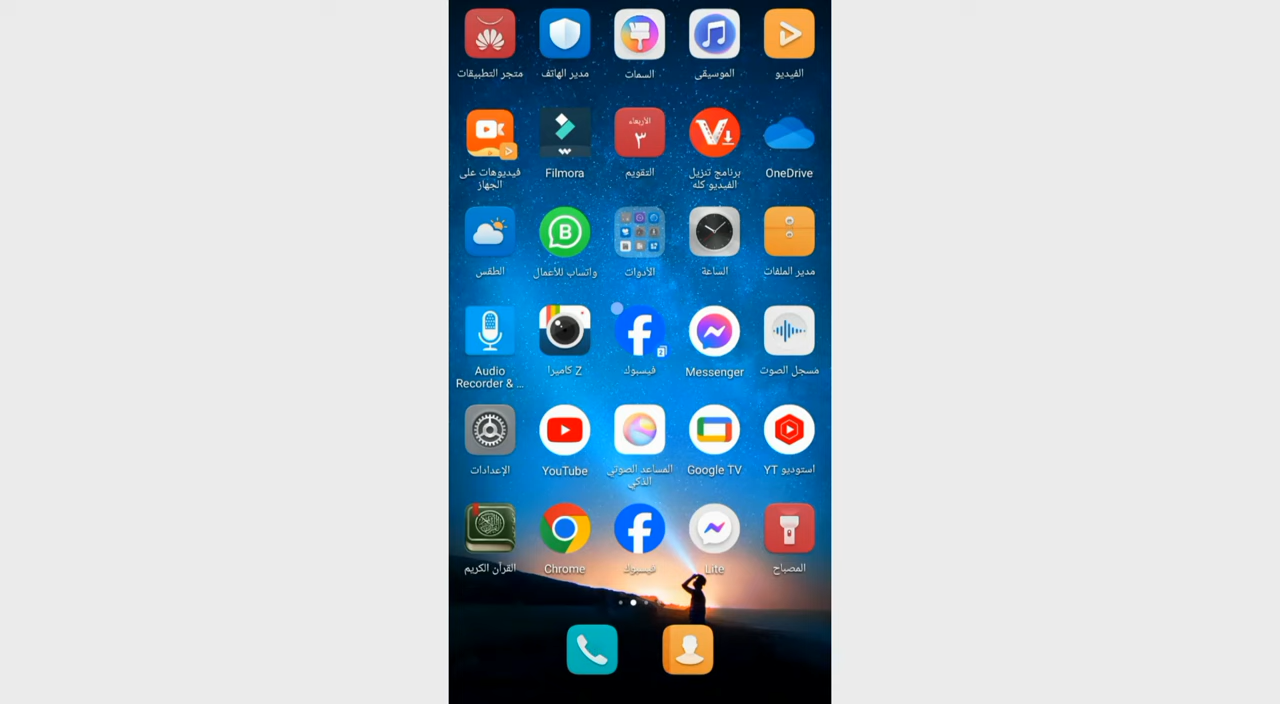 الفيديو
الموسيقى
السمات
مدير الهاتف
متجر التطبيقات
الأربعاء
٣
OneDrive
برنامج تنزيل
الفيديو كله
التقويم
Filmora
فيديوهات على
الجهاز
مدير الملفات
الساعة
الأدوات
واتساب للأعمال
الطقس
مسجل الصوت
Messenger
فيسبوك
Z كاميرا
Audio
Recorder & ...
استوديو YT
Google TV
المساعد الصوتي
الذكي
YouTube
الإعدادات
المصباح
Lite
فيسبوك
Chrome
القرآن الكريم